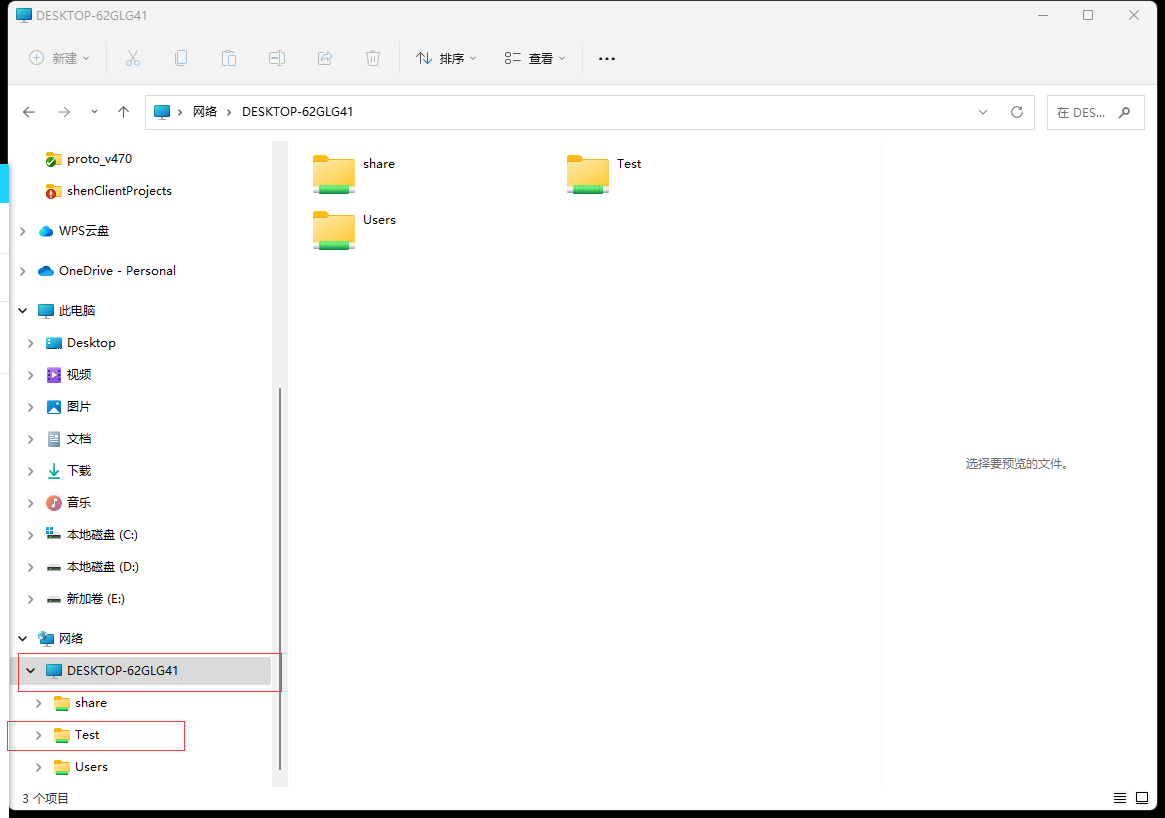 DESKTOP-62GLG41
新建
排序
查看
网络 DESKTOP-62GLG41
在 DES...
proto_v470
shenClientProjects
WPS云盘
OneDrive - Personal
此电脑
Desktop
视频
图片
文档
下载
音乐
本地磁盘 (C:)
本地磁盘 (D:)
新加卷 (E:)
网络
DESKTOP-62GLG41
share
Test
Users
share
Test
Users
选择要预览的文件。
3 个项目